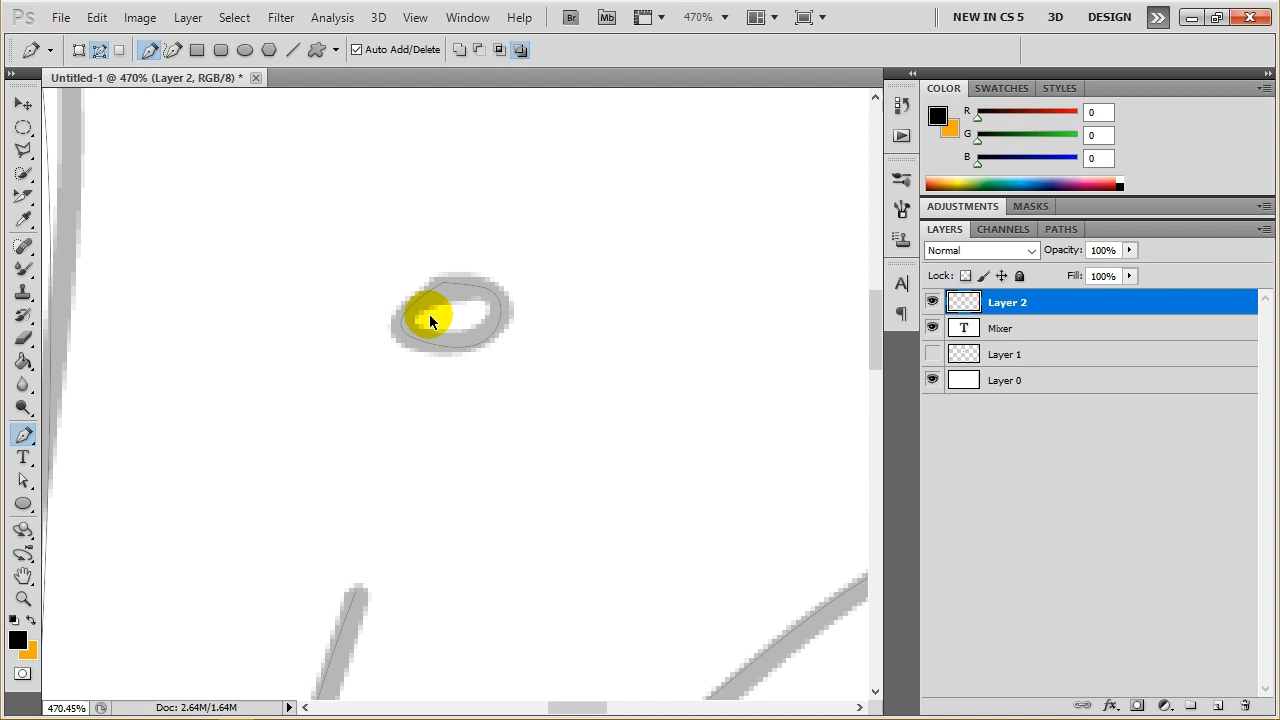 Ps File Edit Image Layer Select Filter Analysis 3D View Window Help Br Mb 470% NEW IN CS 5 3D DESIGN
Auto Add/Delete
Untitled-1 @ 470% (Layer 2, RGB/8) *
COLOR SWATCHES STYLES
R 0
G 0
B 0
ADJUSTMENTS MASKS
LAYERS CHANNELS PATHS
Normal Opacity: 100%
Lock: Fill: 100%
Layer 2
T Mixer
Layer 1
Layer 0
470.45% Doc: 2.64M/1.64M